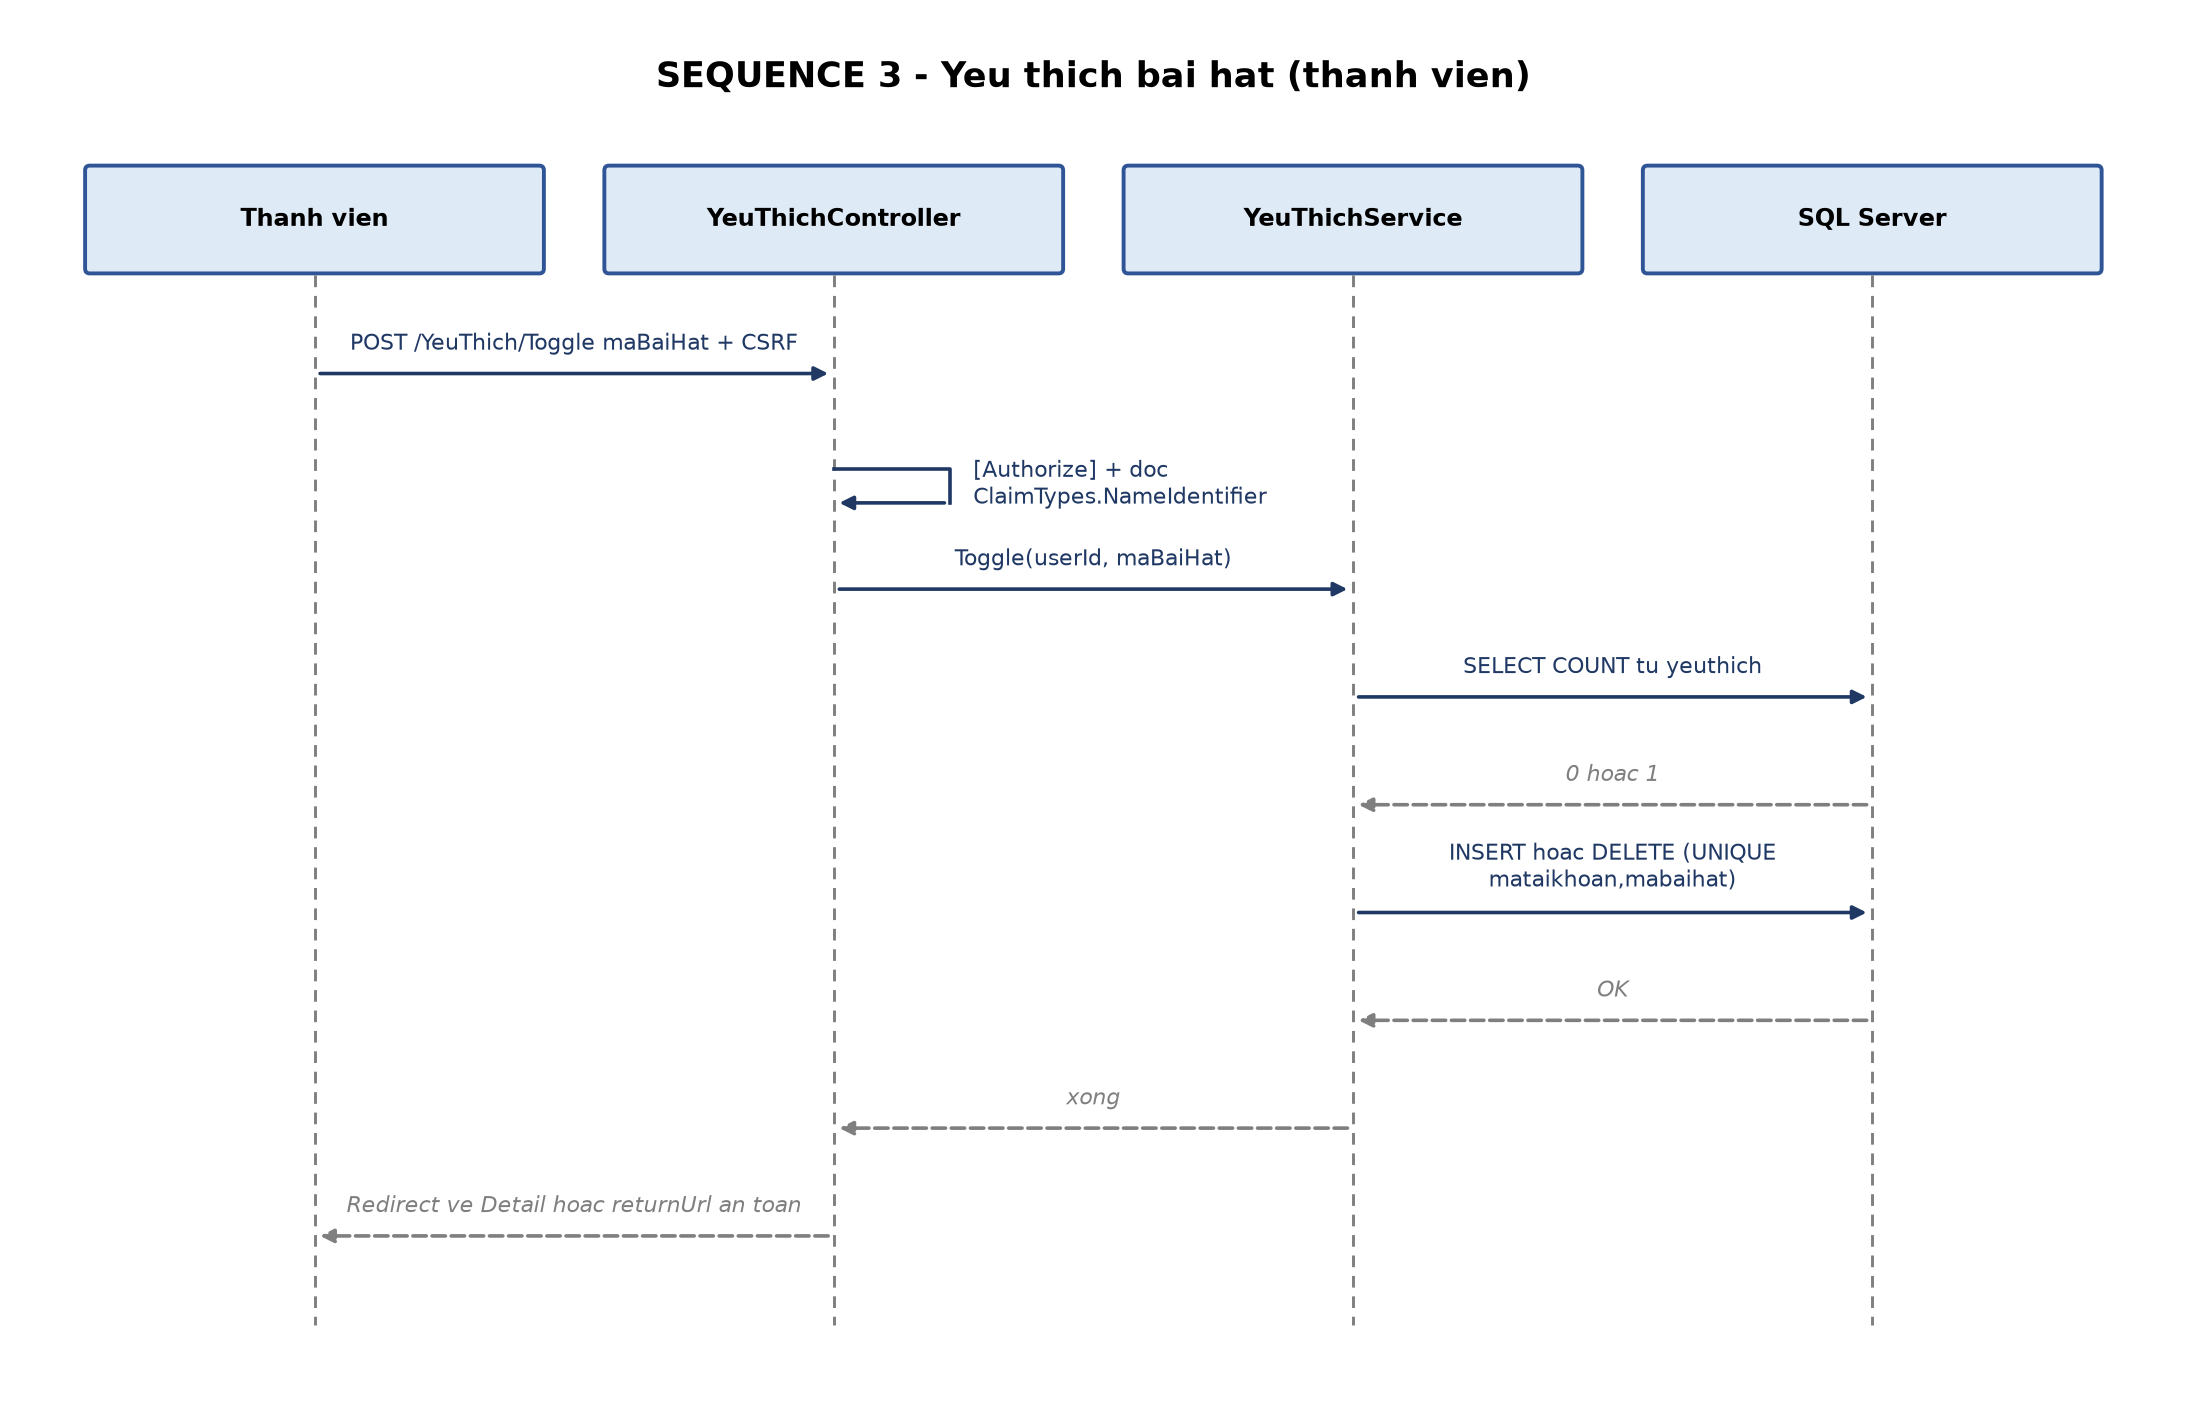 SEQUENCE 3 - Yeu thich bai hat (thanh vien)
Thanh vien
YeuThichController
YeuThichService
SQL Server
POST /YeuThich/Toggle maBaiHat + CSRF
[Authorize] + doc
ClaimTypes.NameIdentifier
Toggle(userId, maBaiHat)
SELECT COUNT tu yeuthich
0 hoac 1
INSERT hoac DELETE (UNIQUE
mataikhoan,mabaihat)
OK
xong
Redirect ve Detail hoac returnUrl an toan